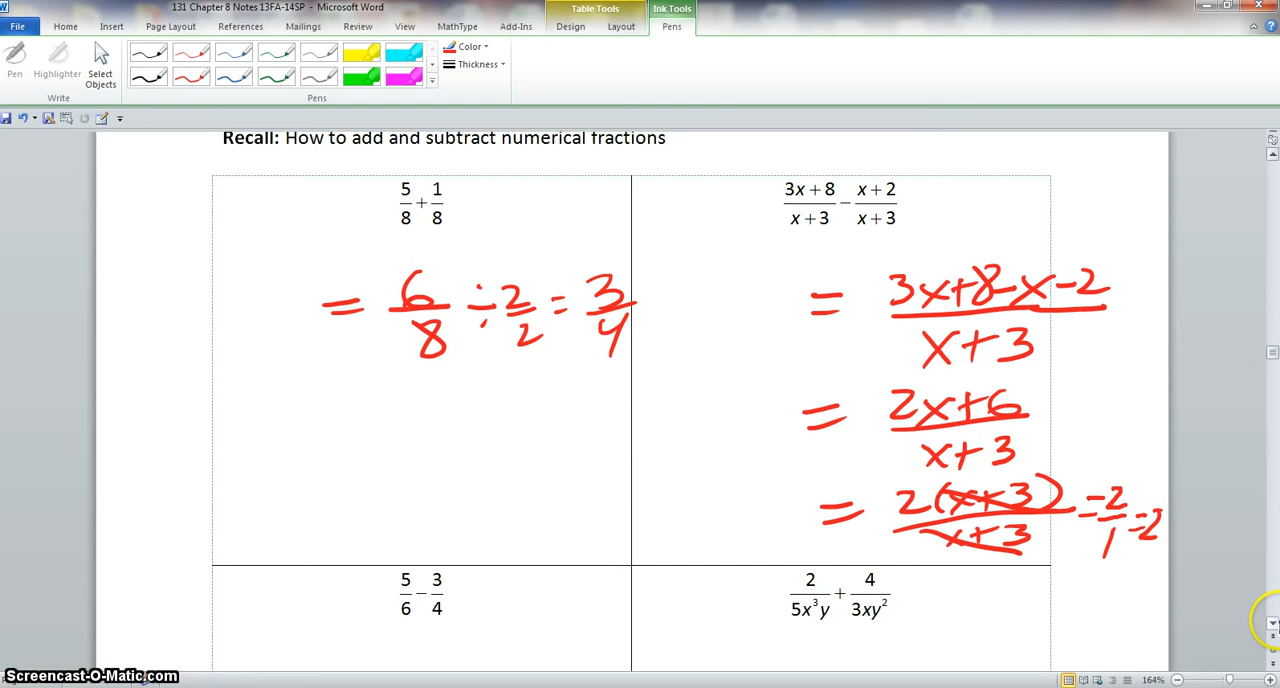 131 Chapter 8 Notes 13FA-14SP - Microsoft Word
Table Tools
Ink Tools
File Home Insert Page Layout References Mailings Review View MathType Add-Ins Design Layout Pens
Pen
Highlighter
Select Objects
Color
Thickness
Write
Pens
Recall: How to add and subtract numerical fractions
5/8 + 1/8
= 6/8 ÷ 2/2 = 3/4
(3x+8)/(x+3) − (x+2)/(x+3)
= (3x+8-x-2)/(x+3)
= (2x+6)/(x+3)
= 2(x+3)/(x+3) = 2/1 = 2
5/6 − 3/4
2/(5x³y) + 4/(3xy²)
Screencast-O-Matic.com
164%